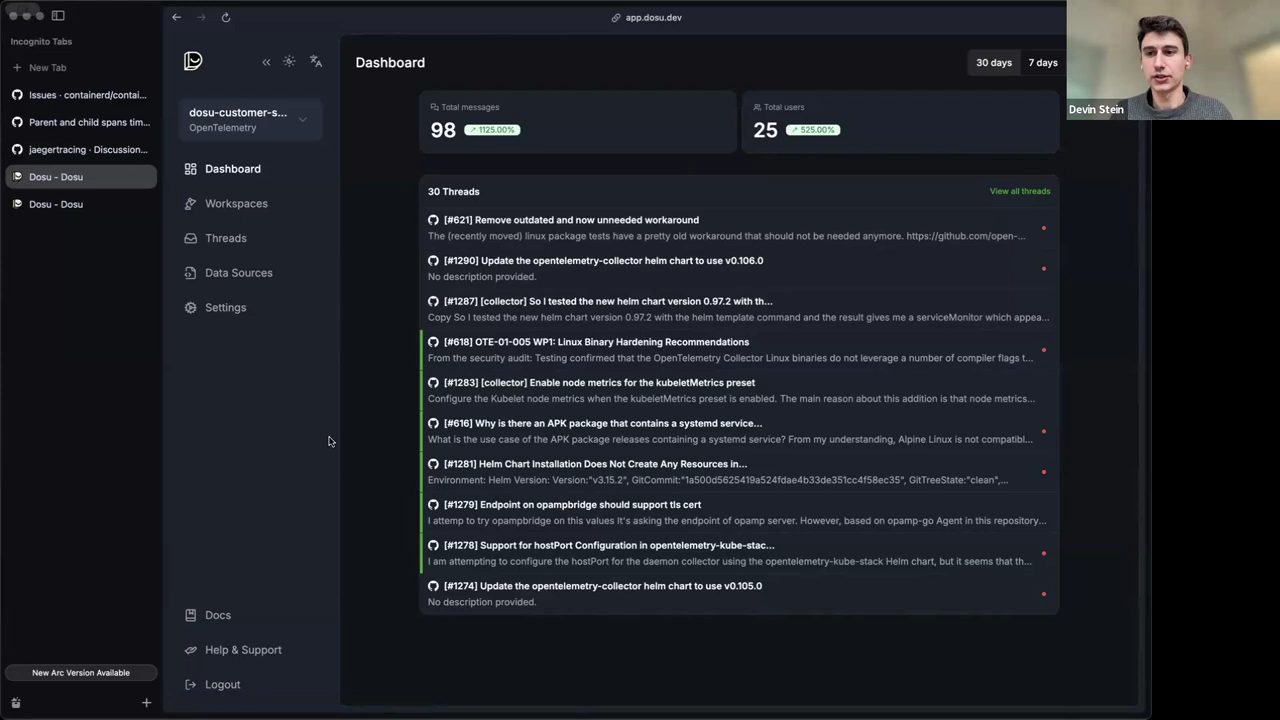 app.dosu.dev
Incognito Tabs
New Tab
Issues · containerd/contai...
Parent and child spans tim...
jaegertracing · Discussion...
Dosu - Dosu
Dosu - Dosu
New Arc Version Available
dosu-customer-s...
OpenTelemetry
Dashboard
Workspaces
Threads
Data Sources
Settings
Docs
Help & Support
Logout
Dashboard
30 days
7 days
Devin Stein
Total messages
98
1125.00%
Total users
25
525.00%
30 Threads
View all threads
[#621] Remove outdated and now unneeded workaround
The (recently moved) linux package tests have a pretty old workaround that should not be needed anymore. https://github.com/open-...
[#1290] Update the opentelemetry-collector helm chart to use v0.106.0
No description provided.
[#1287] [collector] So I tested the new helm chart version 0.97.2 with th...
Copy So I tested the new helm chart version 0.97.2 with the helm template command and the result gives me a serviceMonitor which appea...
[#618] OTE-01-005 WP1: Linux Binary Hardening Recommendations
From the security audit: Testing confirmed that the OpenTelemetry Collector Linux binaries do not leverage a number of compiler flags t...
[#1283] [collector] Enable node metrics for the kubeletMetrics preset
Configure the Kubelet node metrics when the kubeletMetrics preset is enabled. The main reason about this addition is that node metrics...
[#616] Why is there an APK package that contains a systemd service...
What is the use case of the APK package releases containing a systemd service? From my understanding, Alpine Linux is not compatibl...
[#1281] Helm Chart Installation Does Not Create Any Resources in...
Environment: Helm Version: Version:"v3.15.2", GitCommit:"1a500d5625419a524fdae4b33de351cc4f58ec35", GitTreeState:"clean",...
[#1279] Endpoint on opampbridge should support tls cert
I attemp to try opampbridge on this values It's asking the endpoint of opamp server. However, based on opamp-go Agent in this repository...
[#1278] Support for hostPort Configuration in opentelemetry-kube-stac...
I am attempting to configure the hostPort for the daemon collector using the opentelemetry-kube-stack Helm chart, but it seems that th...
[#1274] Update the opentelemetry-collector helm chart to use v0.105.0
No description provided.